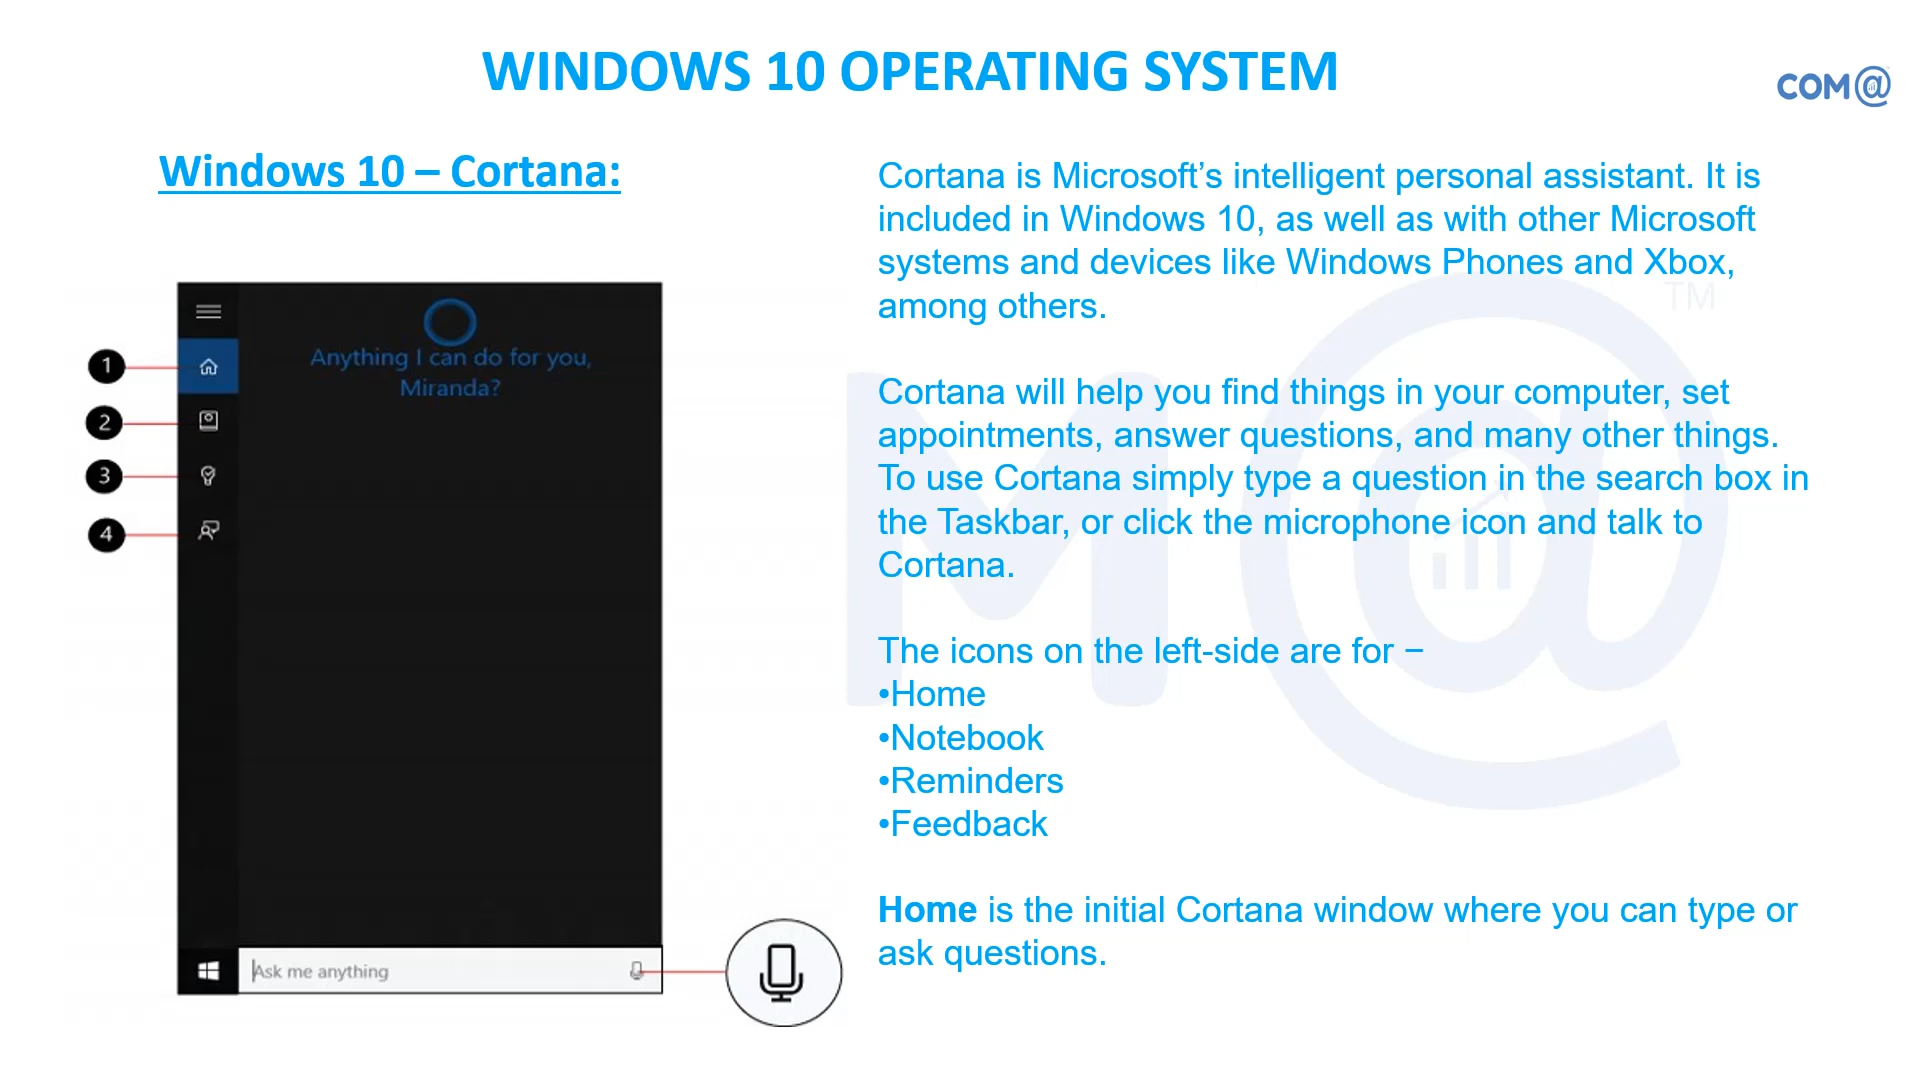 WINDOWS 10 OPERATING SYSTEM
COM@
Windows 10 – Cortana:
Anything I can do for you,
Miranda?
1
2
3
4
Ask me anything
Cortana is Microsoft’s intelligent personal assistant. It is
included in Windows 10, as well as with other Microsoft
systems and devices like Windows Phones and Xbox,
among others.
Cortana will help you find things in your computer, set
appointments, answer questions, and many other things.
To use Cortana simply type a question in the search box in
the Taskbar, or click the microphone icon and talk to
Cortana.
The icons on the left-side are for −
•Home
•Notebook
•Reminders
•Feedback
Home is the initial Cortana window where you can type or
ask questions.
M@
TM